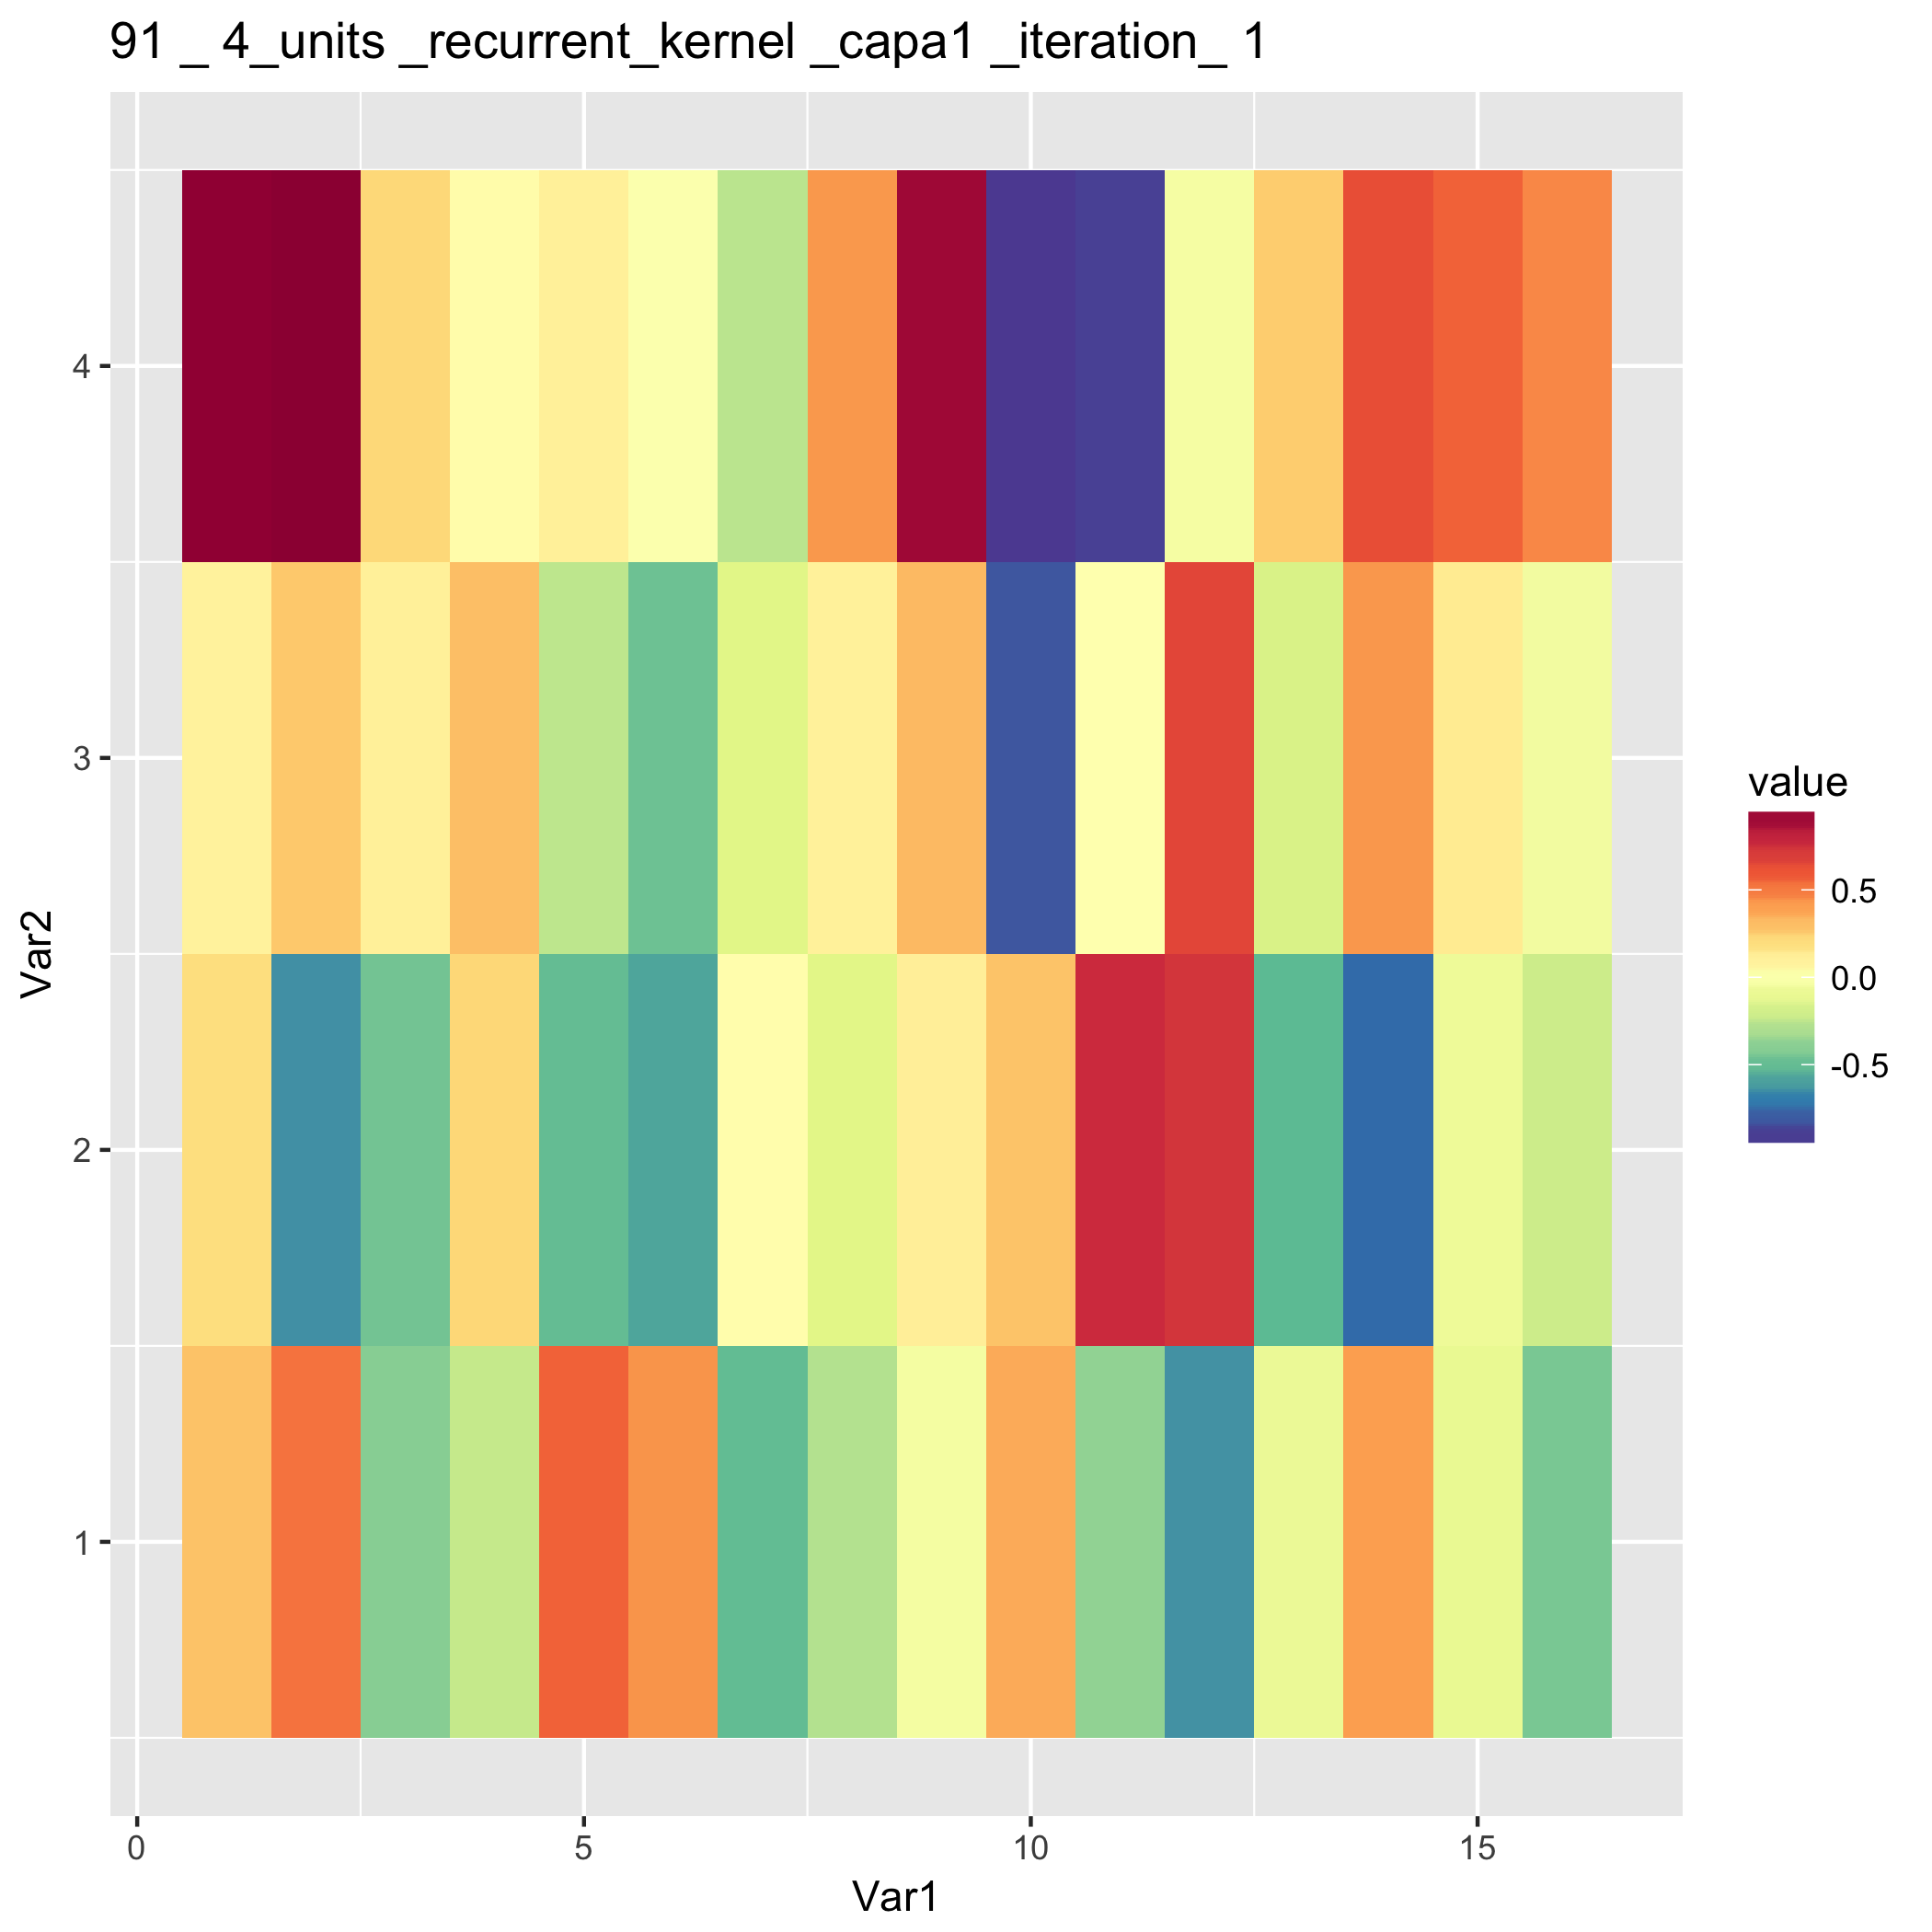 91 _ 4_units _recurrent_kernel _capa1 _iteration_ 1
4
3
2
1
Var2
0
5
10
15
Var1
value
0.5
0.0
-0.5